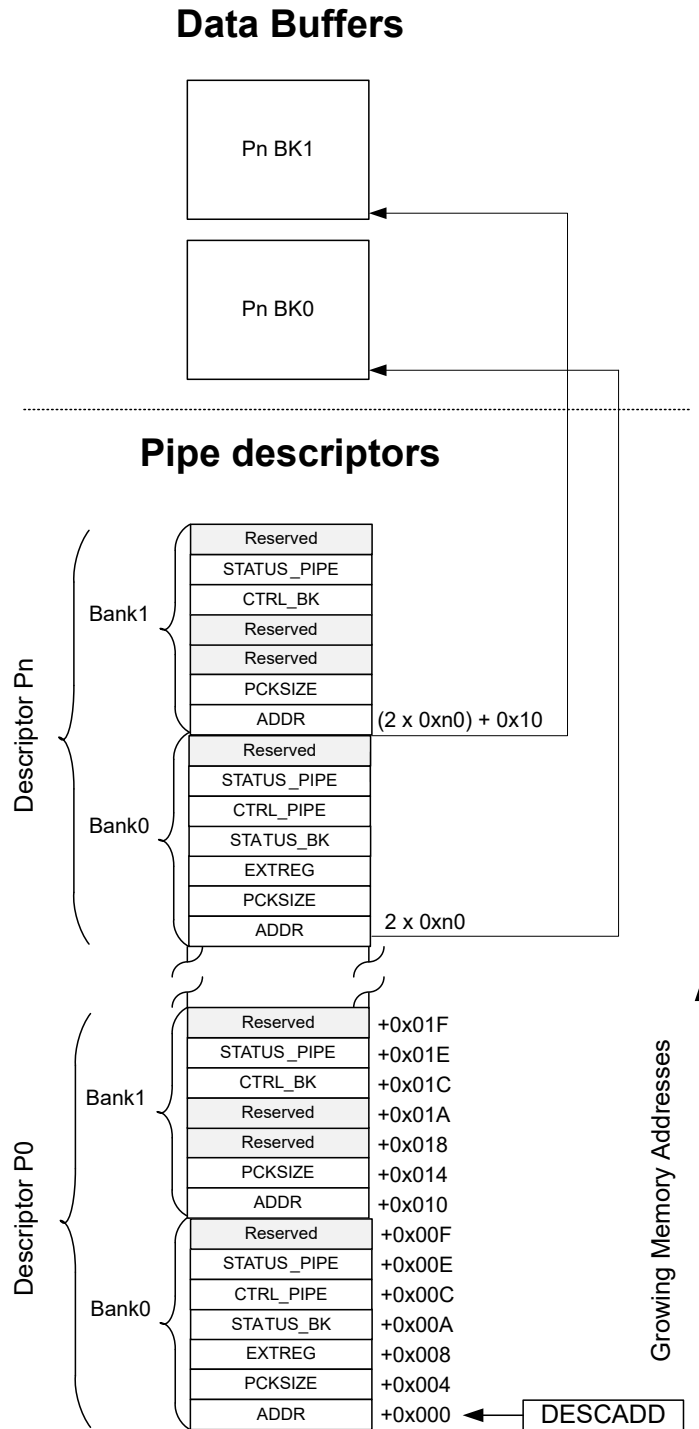 Data Buffers
Pn BK1
Pn BK0
Pipe descriptors
Descriptor Pn
Bank1
Reserved
STATUS_PIPE
CTRL_BK
Reserved
Reserved
PCKSIZE
ADDR (2 x 0xn0) + 0x10
Bank0
Reserved
STATUS_PIPE
CTRL_PIPE
STATUS_BK
EXTREG
PCKSIZE
ADDR 2 x 0xn0
Descriptor P0
Bank1
Reserved +0x01F
STATUS_PIPE +0x01E
CTRL_BK +0x01C
Reserved +0x01A
Reserved +0x018
PCKSIZE +0x014
ADDR +0x010
Bank0
Reserved +0x00F
STATUS_PIPE +0x00E
CTRL_PIPE +0x00C
STATUS_BK +0x00A
EXTREG +0x008
PCKSIZE +0x004
ADDR +0x000 DESCADD
Growing Memory Addresses